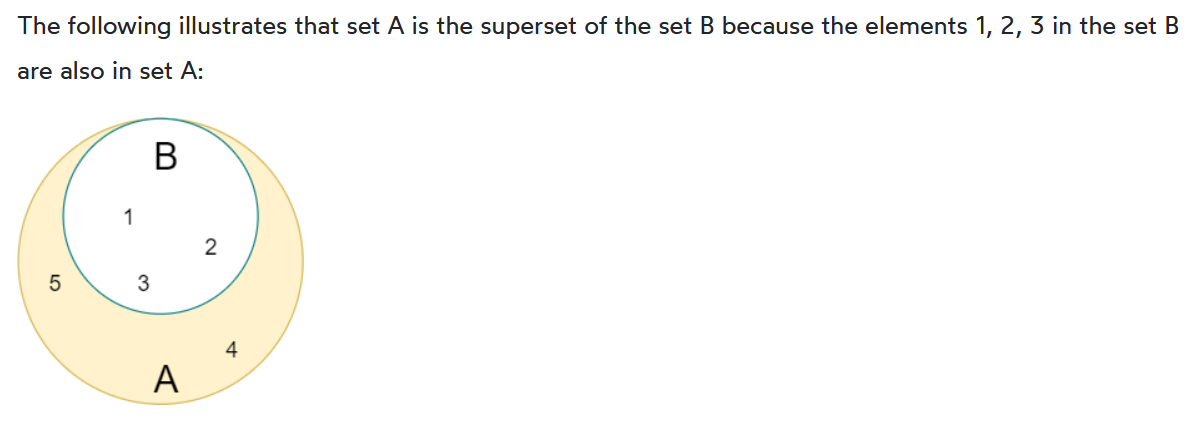 The following illustrates that set A is the superset of the set B because the elements 1, 2, 3 in the set B
are also in set A:
B
1
2
5
3
4
A